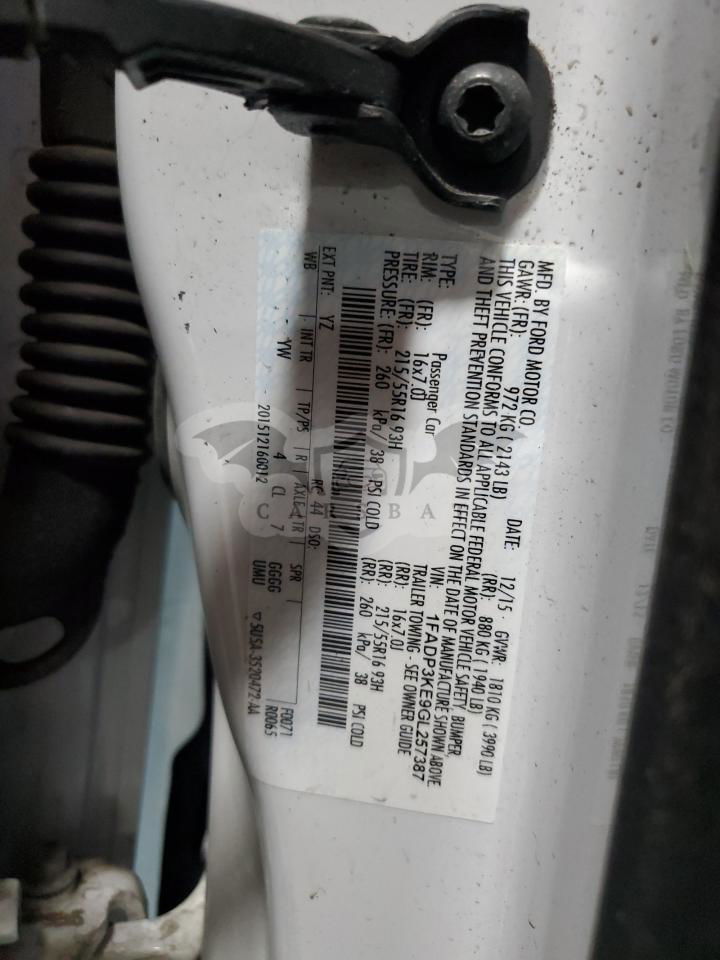 MFD. BY FORD MOTOR CO.
DATE: 12/15 GVWR: 1810 KG ( 3990 LB)
GAWR: (FR): 972 KG ( 2143 LB) (RR): 880 KG ( 1940 LB)
THIS VEHICLE CONFORMS TO ALL APPLICABLE FEDERAL MOTOR VEHICLE SAFETY, BUMPER,
AND THEFT PREVENTION STANDARDS IN EFFECT ON THE DATE OF MANUFACTURE SHOWN ABOVE.
VIN: 1FADP3KE9GL257387
TYPE: Passenger Car TRAILER TOWING - SEE OWNER GUIDE
RIM: (FR): 16x7.0J (RR): 16x7.0J
TIRE: (FR): 215/55R16 93H (RR): 215/55R16 93H
PRESSURE: (FR): 260 kPa/ 38 PSI COLD (RR): 260 kPa/ 38 PSI COLD
EXT PNT: YZ RC: 44 DSO:
WB INT TR TP/PS R AXLE TR SPR F0071
YW 4 CL 7 GGGG R0065
UMU
201512160012 5USA-3520472-AA
CARBA